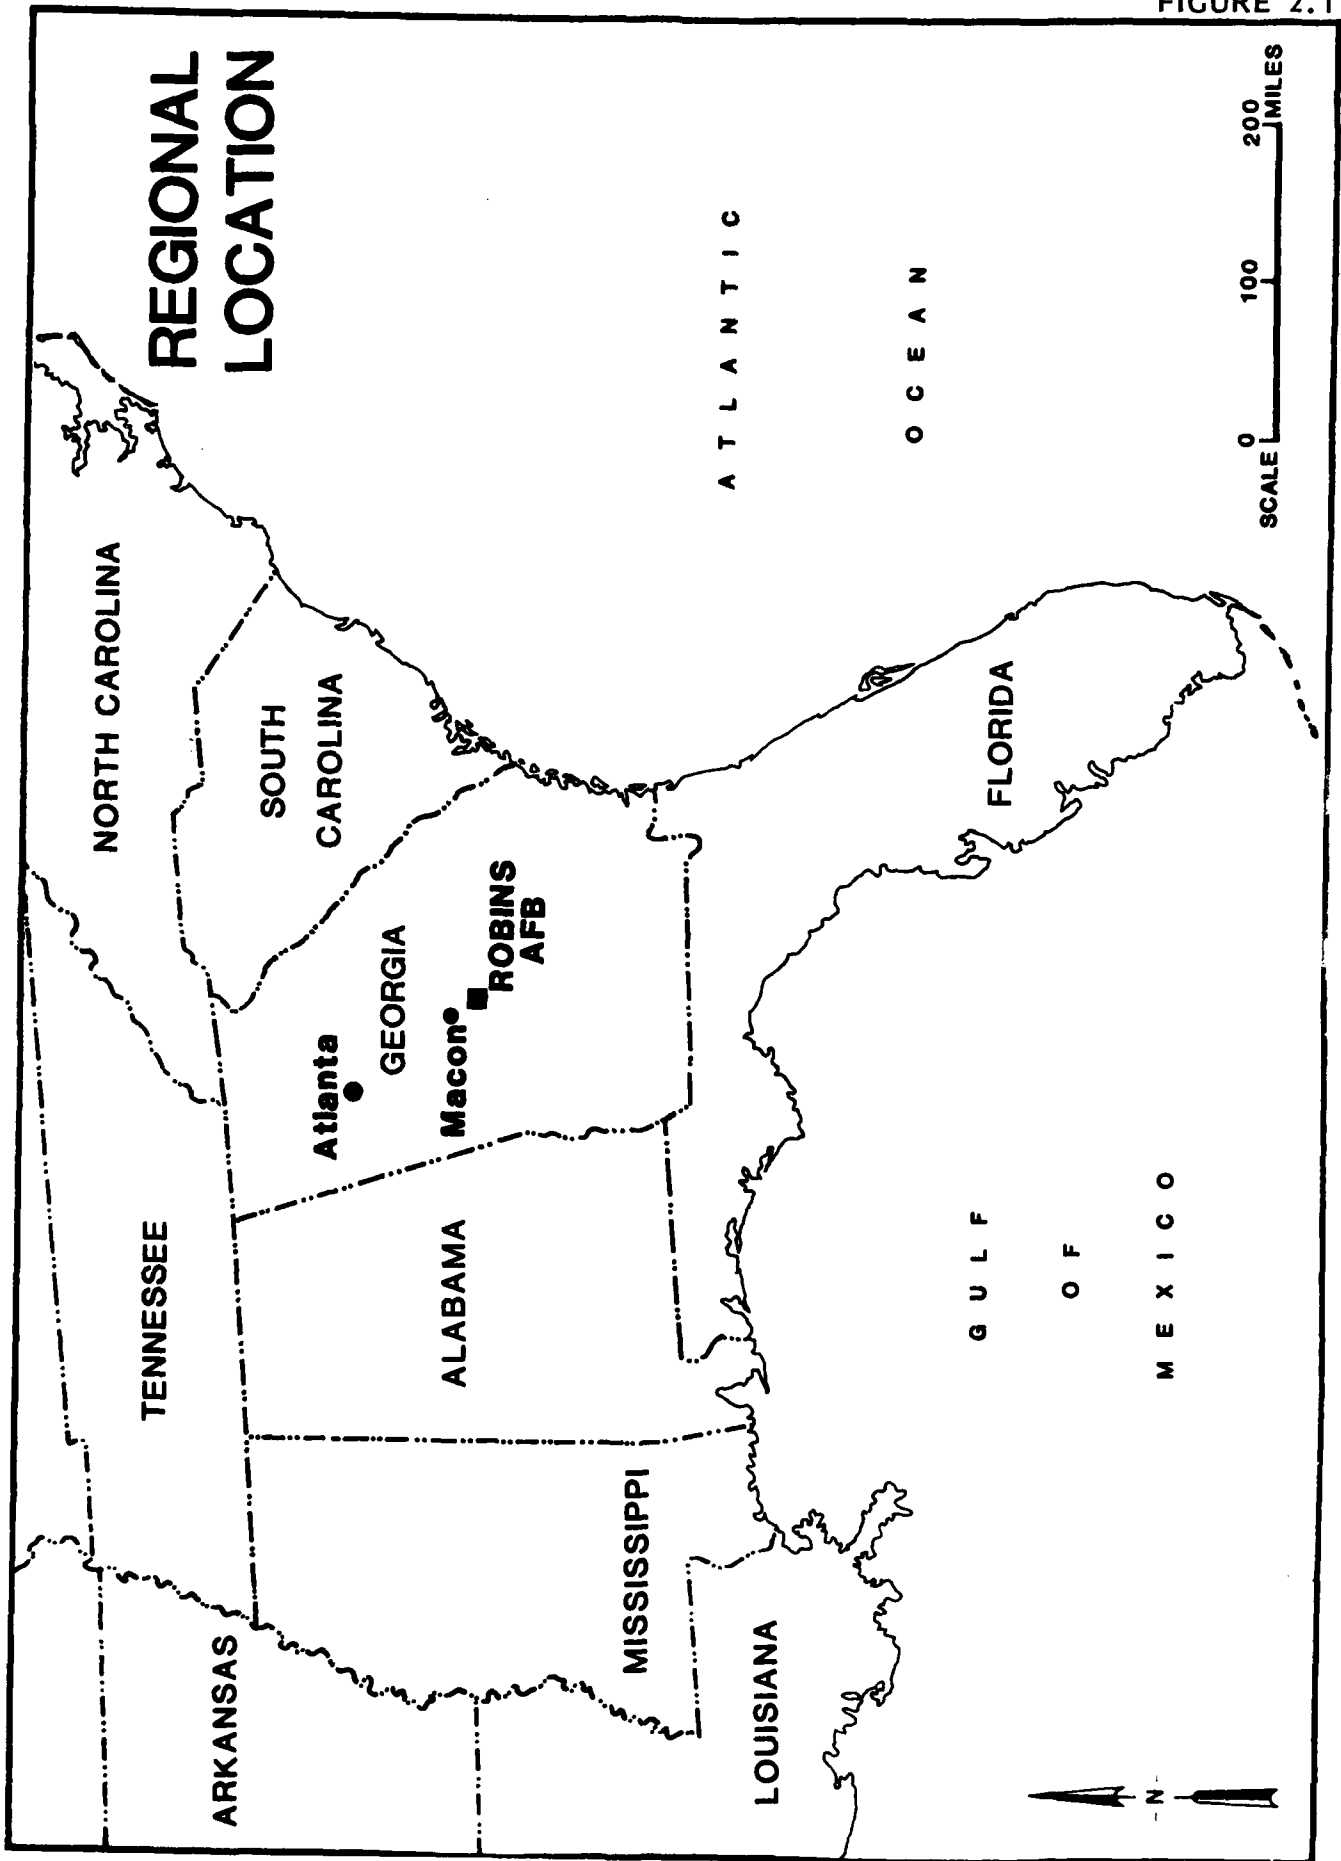 FIGURE 2.1
REGIONAL
LOCATION
NORTH CAROLINA
TENNESSEE
ARKANSAS
SOUTH
CAROLINA
Atlanta
GEORGIA
Macon
ROBINS
AFB
ALABAMA
MISSISSIPPI
LOUISIANA
FLORIDA
ATLANTIC
OCEAN
GULF
OF
MEXICO
N
SCALE
0 100 200
MILES